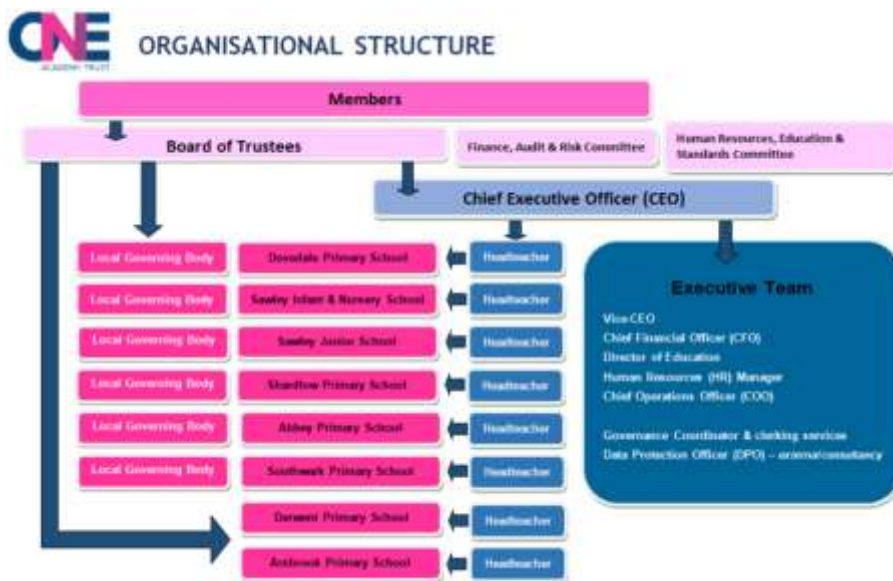 ONE
ACADEMY TRUST
ORGANISATIONAL STRUCTURE
Members
Board of Trustees
Finance, Audit & Risk Committee
Human Resources, Education &
Standards Committee
Chief Executive Officer (CEO)
Local Governing Body
Dovedale Primary School
Headteacher
Local Governing Body
Sawley Infant & Nursery School
Headteacher
Local Governing Body
Sawley Junior School
Headteacher
Local Governing Body
Shardlow Primary School
Headteacher
Local Governing Body
Abbey Primary School
Headteacher
Local Governing Body
Southwark Primary School
Headteacher
Derwent Primary School
Headteacher
Primary School
Headteacher
Executive Team
Vice-CEO
Chief Financial Officer (CFO)
Director of Education
Human Resources (HR) Manager
Chief Operations Officer (COO)
Governance Coordinator & clerking services
Data Protection Officer (DPO) –